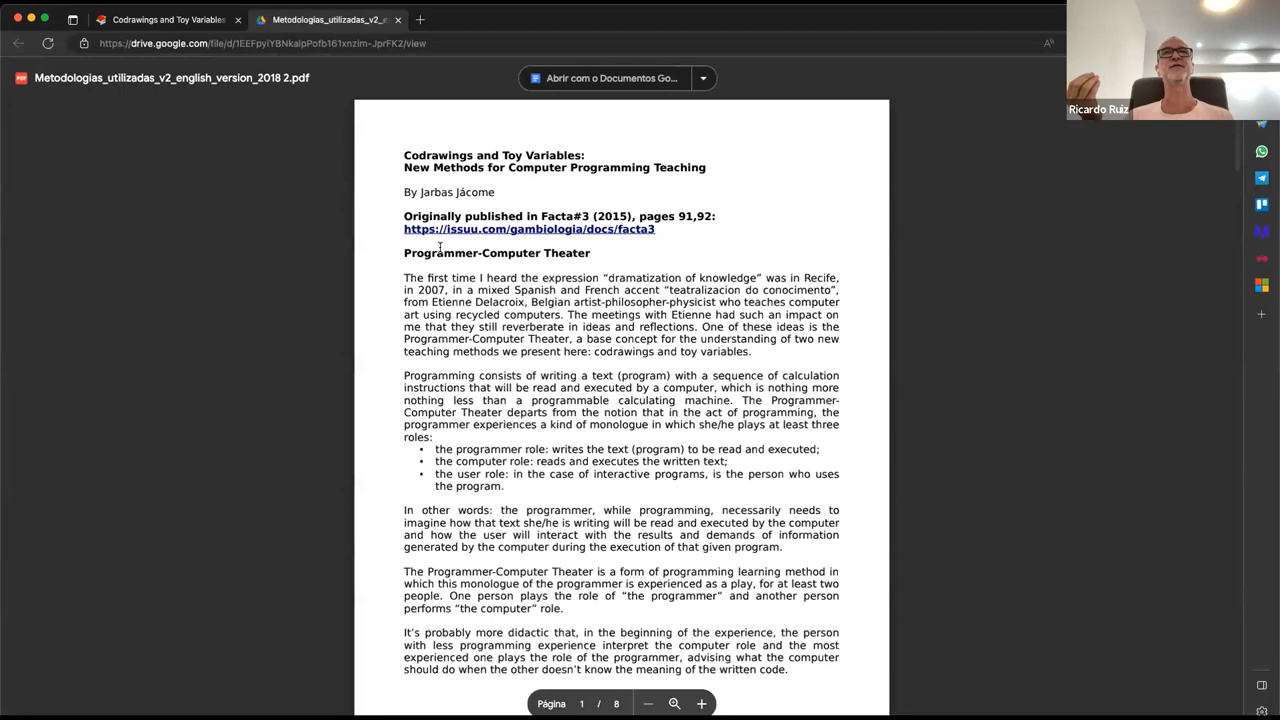 Codrawings and Toy Variables
Metodologias_utilizadas_v2_e
https://drive.google.com/file/d/1EEFpyiYBNkalpPofb161xnzim-JprFK2/view
Metodologias_utilizadas_v2_english_version_2018 2.pdf
Abrir com o Documentos Go...
Ricardo Ruiz
Codrawings and Toy Variables:
New Methods for Computer Programming Teaching
By Jarbas Jácome
Originally published in Facta#3 (2015), pages 91,92:
https://issuu.com/gambiologia/docs/facta3
Programmer-Computer Theater
The first time I heard the expression “dramatization of knowledge” was in Recife,
in 2007, in a mixed Spanish and French accent “teatralizacion do conocimento”,
from Etienne Delacroix, Belgian artist-philosopher-physicist who teaches computer
art using recycled computers. The meetings with Etienne had such an impact on
me that they still reverberate in ideas and reflections. One of these ideas is the
Programmer-Computer Theater, a base concept for the understanding of two new
teaching methods we present here: codrawings and toy variables.
Programming consists of writing a text (program) with a sequence of calculation
instructions that will be read and executed by a computer, which is nothing more
nothing less than a programmable calculating machine. The Programmer-
Computer Theater departs from the notion that in the act of programming, the
programmer experiences a kind of monologue in which she/he plays at least three
roles:
• the programmer role: writes the text (program) to be read and executed;
• the computer role: reads and executes the written text;
• the user role: in the case of interactive programs, is the person who uses
the program.
In other words: the programmer, while programming, necessarily needs to
imagine how that text she/he is writing will be read and executed by the computer
and how the user will interact with the results and demands of information
generated by the computer during the execution of that given program.
The Programmer-Computer Theater is a form of programming learning method in
which this monologue of the programmer is experienced as a play, for at least two
people. One person plays the role of “the programmer” and another person
performs “the computer” role.
It’s probably more didactic that, in the beginning of the experience, the person
with less programming experience interpret the computer role and the most
experienced one plays the role of the programmer, advising what the computer
should do when the other doesn’t know the meaning of the written code.
Página 1 / 8